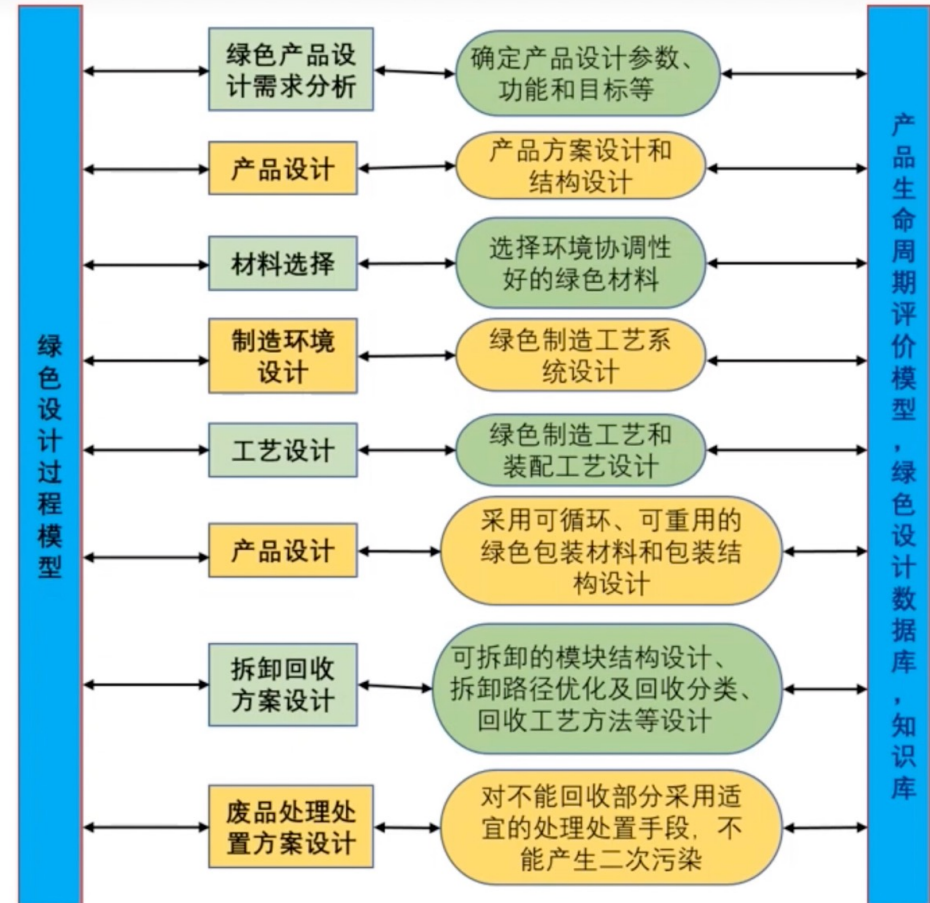 绿色设计过程模型
绿色产品设
计需求分析
确定产品设计参数、
功能和目标等
产品设计
产品方案设计和
结构设计
材料选择
选择环境协调性
好的绿色材料
制造环境
设计
绿色制造工艺系
统设计
工艺设计
绿色制造工艺和
装配工艺设计
产品设计
采用可循环、可重用的
绿色包装材料和包装结
构设计
拆卸回收
方案设计
可拆卸的模块结构设计、
拆卸路径优化及回收分类、
回收工艺方法等设计
废品处理处
置方案设计
对不能回收部分采用适
宜的处理处置手段，不
能产生二次污染
产品生命周期评价模型，绿色设计数据库，知识库